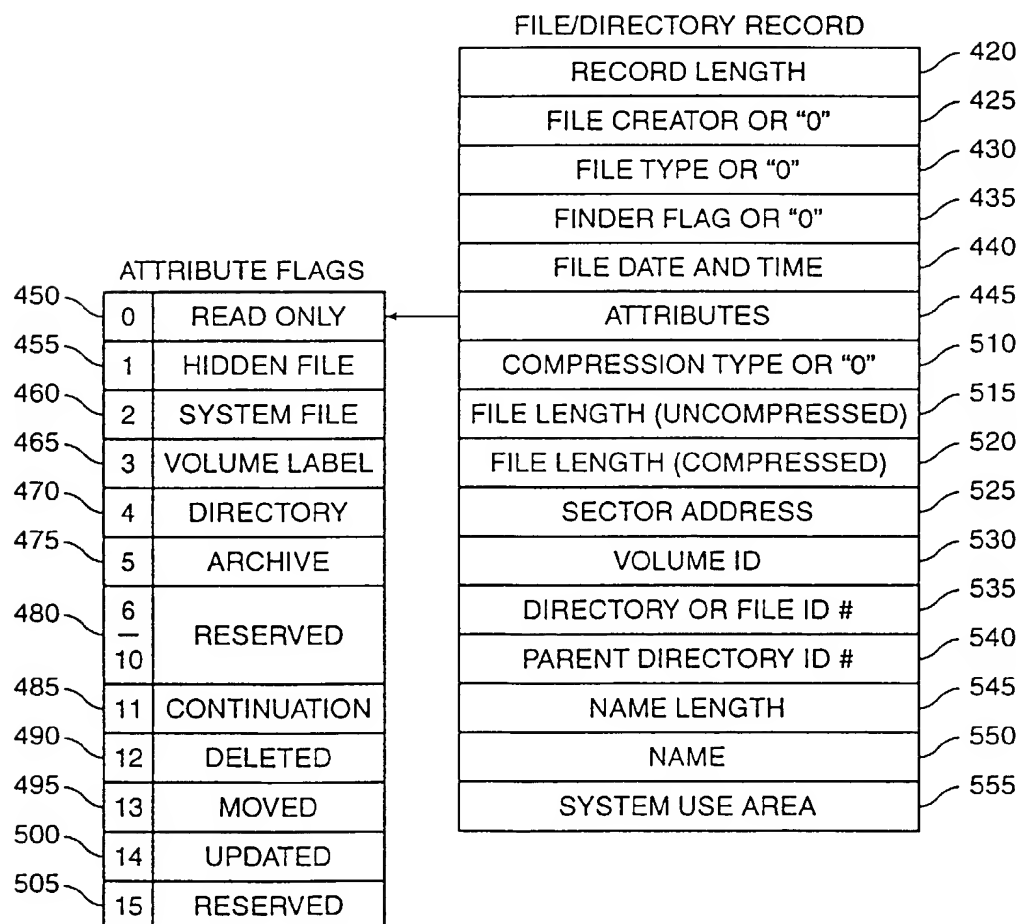 FILE/DIRECTORY RECORD
RECORD LENGTH 420
FILE CREATOR OR “0” 425
FILE TYPE OR “0” 430
FINDER FLAG OR “0” 435
FILE DATE AND TIME 440
ATTRIBUTES 445
COMPRESSION TYPE OR “0” 510
FILE LENGTH (UNCOMPRESSED) 515
FILE LENGTH (COMPRESSED) 520
SECTOR ADDRESS 525
VOLUME ID 530
DIRECTORY OR FILE ID # 535
PARENT DIRECTORY ID # 540
NAME LENGTH 545
NAME 550
SYSTEM USE AREA 555
ATTRIBUTE FLAGS
450 0 READ ONLY
455 1 HIDDEN FILE
460 2 SYSTEM FILE
465 3 VOLUME LABEL
470 4 DIRECTORY
475 5 ARCHIVE
480 6 — 10 RESERVED
485 11 CONTINUATION
490 12 DELETED
495 13 MOVED
500 14 UPDATED
505 15 RESERVED